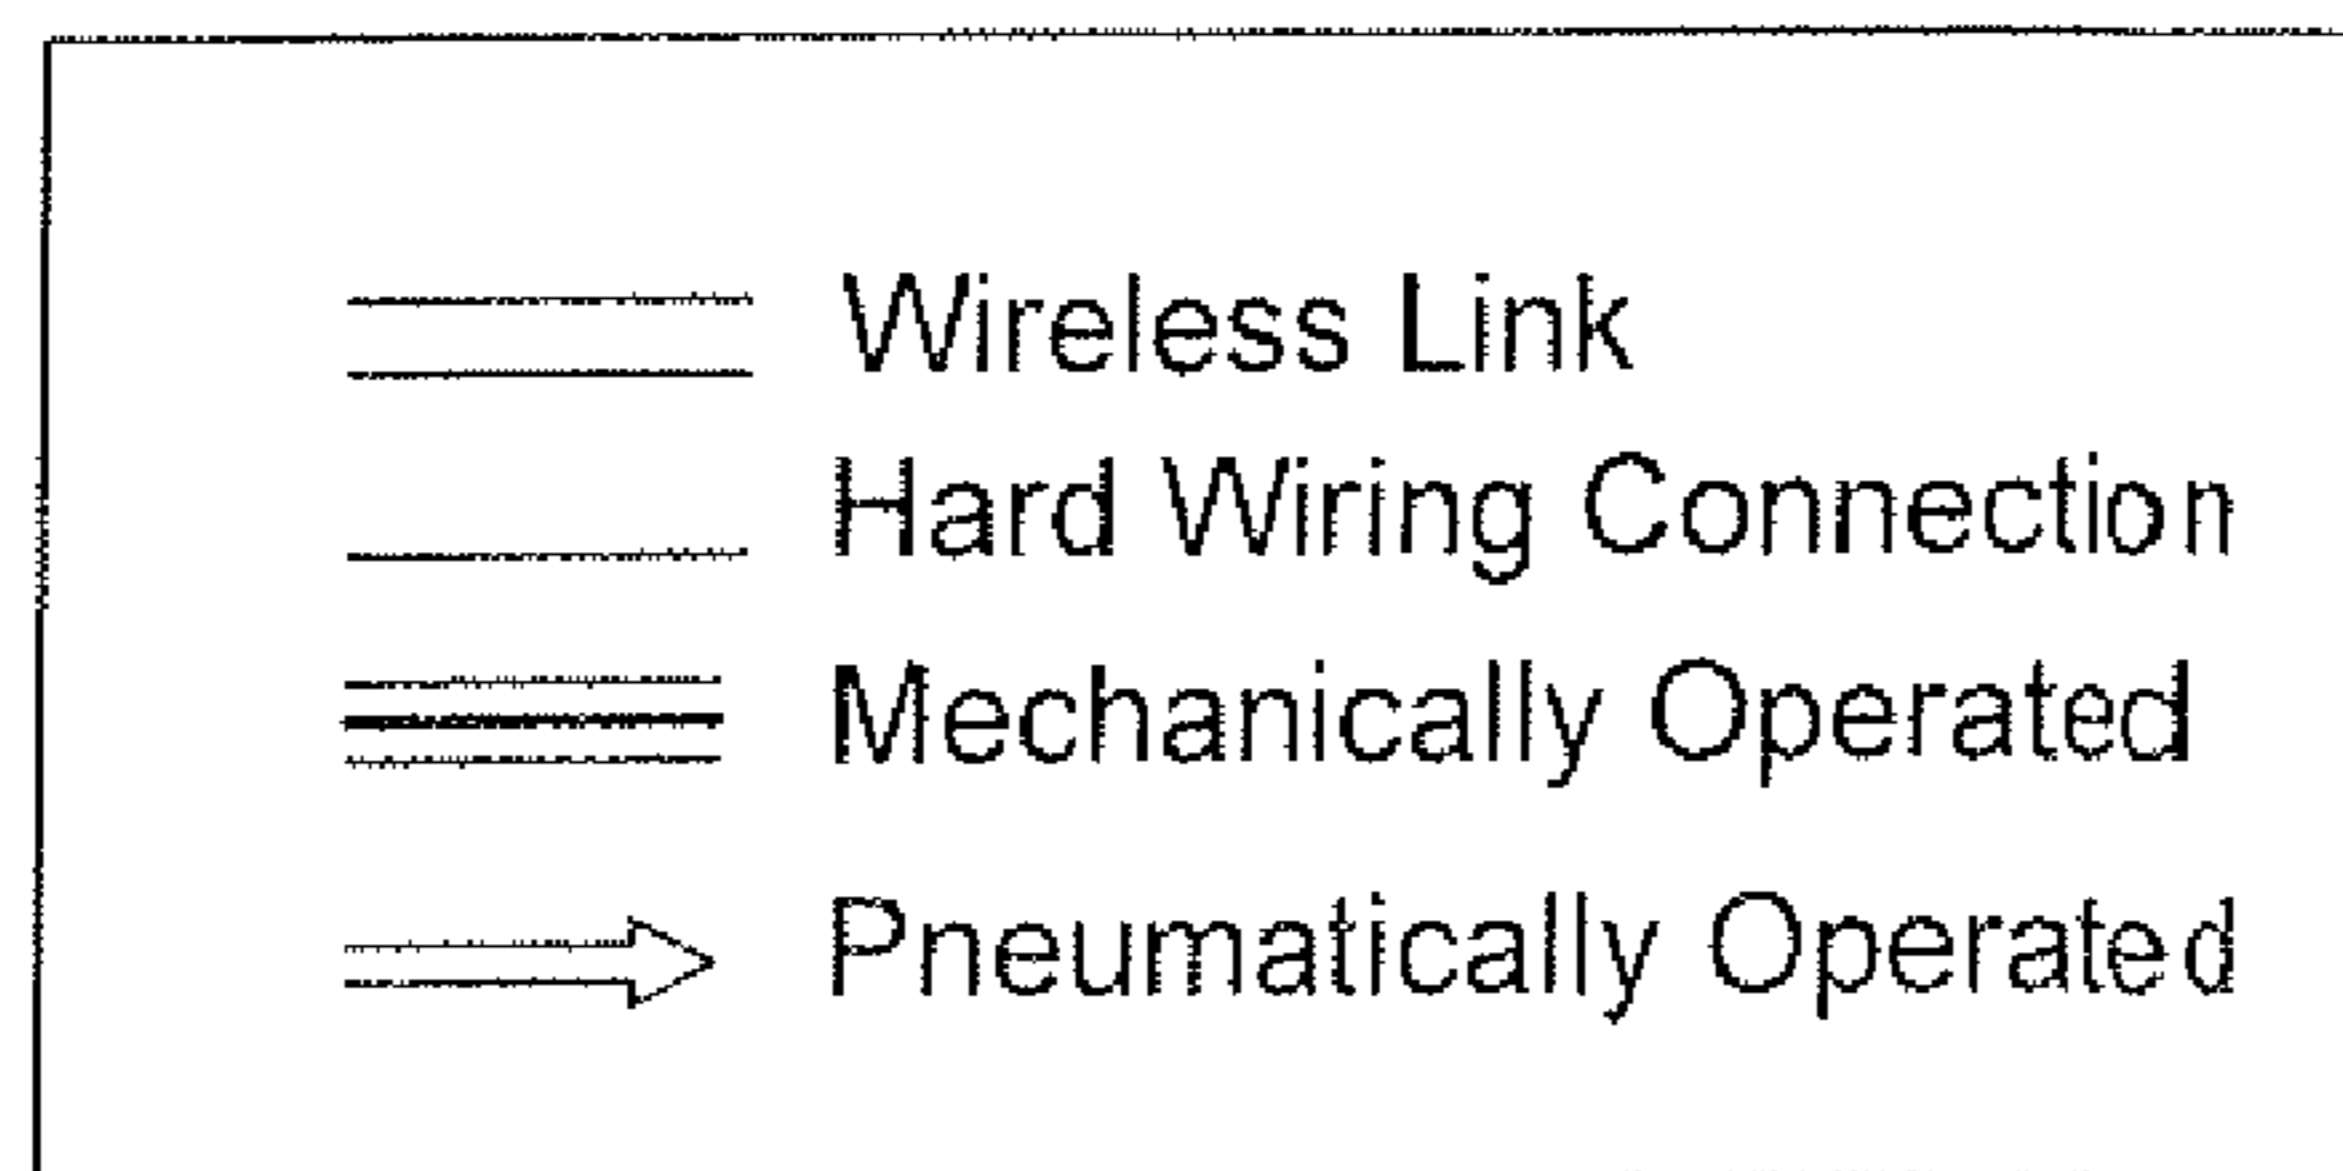 Wireless Link
Hard Wiring Connection
Mechanically Operated
Pneumatically Operated